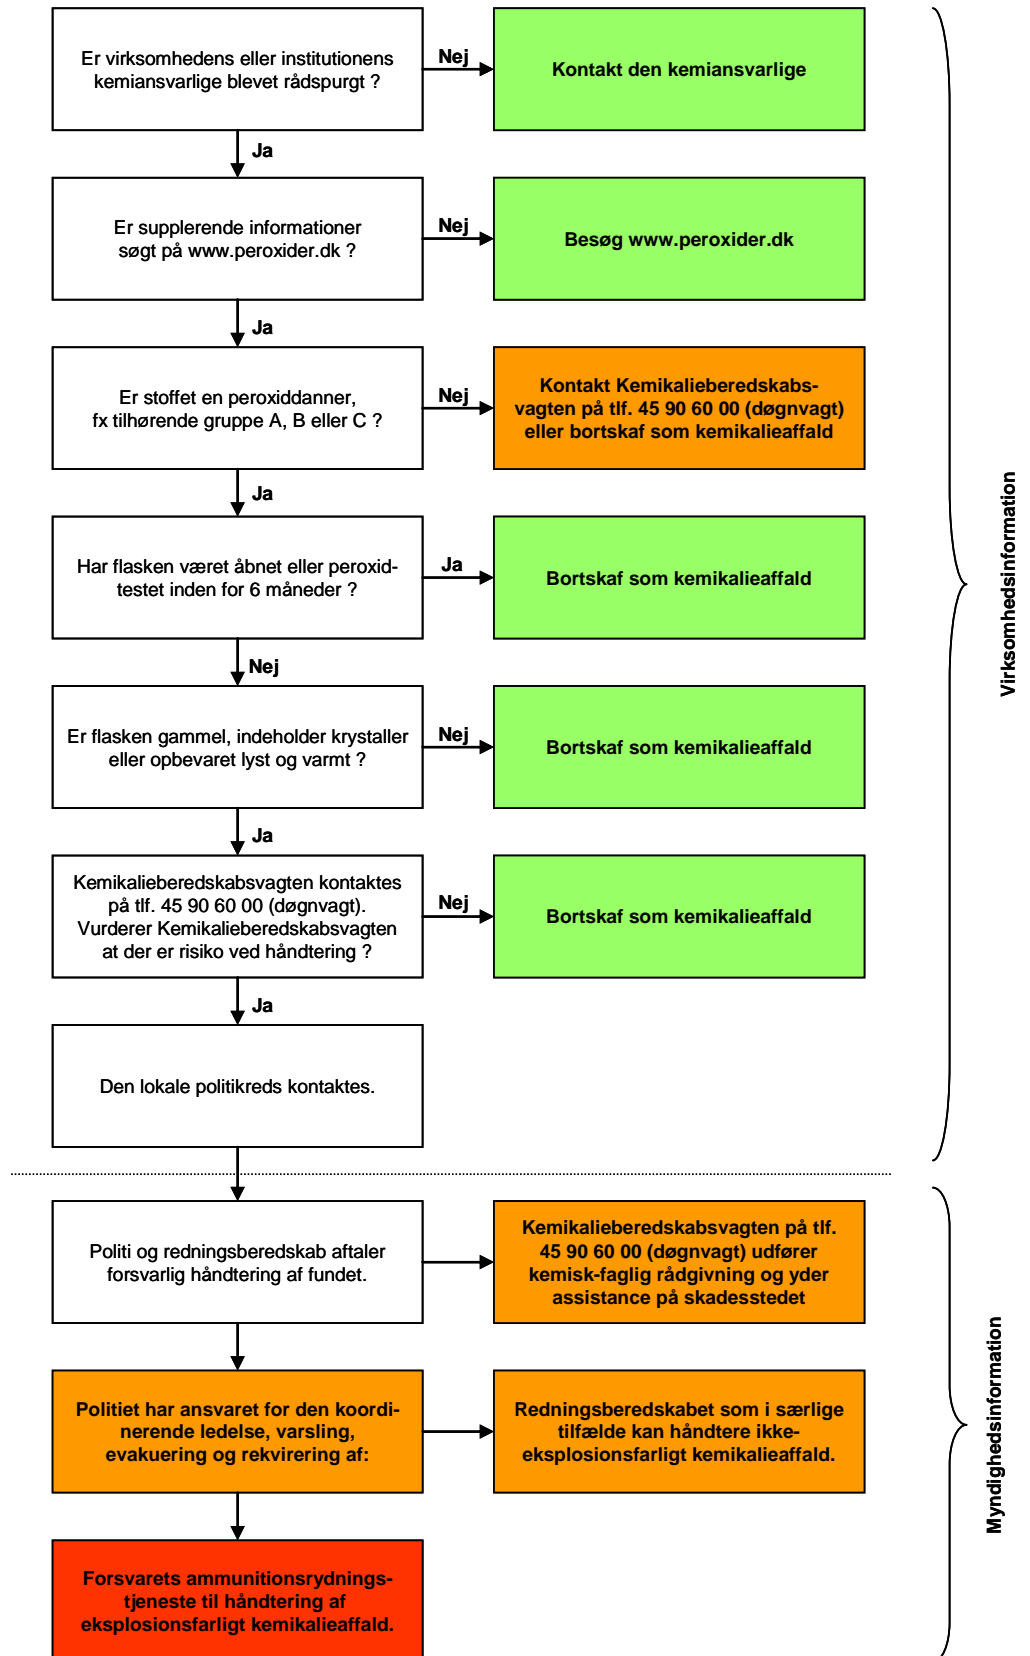 Er virksomhedens eller institutionens
kemiansvarlige blevet rådspurgt ?
Nej
Kontakt den kemiansvarlige
Ja
Er supplerende informationer
søgt på www.peroxider.dk ?
Nej
Besøg www.peroxider.dk
Ja
Er stoffet en peroxiddanner,
fx tilhørende gruppe A, B eller C ?
Nej
Kontakt Kemikalieberedskabs-
vagten på tlf. 45 90 60 00 (døgnvagt)
eller bortskaf som kemikalieaffald
Ja
Har flasken været åbnet eller peroxid-
testet inden for 6 måneder ?
Ja
Bortskaf som kemikalieaffald
Nej
Er flasken gammel, indeholder krystaller
eller opbevaret lyst og varmt ?
Nej
Bortskaf som kemikalieaffald
Ja
Kemikalieberedskabsvagten kontaktes
på tlf. 45 90 60 00 (døgnvagt).
Vurderer Kemikalieberedskabsvagten
at der er risiko ved håndtering ?
Nej
Bortskaf som kemikalieaffald
Ja
Den lokale politikreds kontaktes.
Virksomhedsinformation
Politi og redningsberedskab aftaler
forsvarlig håndtering af fundet.
Kemikalieberedskabsvagten på tlf.
45 90 60 00 (døgnvagt) udfører
kemisk-faglig rådgivning og yder
assistance på skadesstedet
Politiet har ansvaret for den koordi-
nerende ledelse, varsling,
evakuering og rekvirering af:
Redningsberedskabet som i særlige
tilfælde kan håndtere ikke-
eksplosionsfarligt kemikalieaffald.
Forsvarets ammunitionsrydnings-
tjeneste til håndtering af
eksplosionsfarligt kemikalieaffald.
Myndighedsinformation